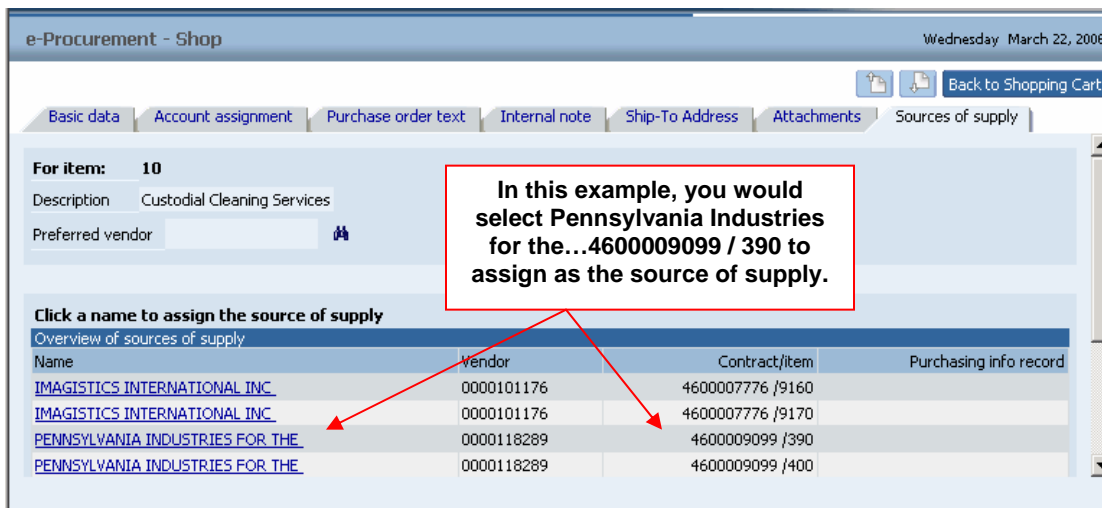 e-Procurement - Shop
Wednesday March 22, 2006
Back to Shopping Cart
Basic data Account assignment Purchase order text Internal note Ship-To Address Attachments Sources of supply
For item: 10
Description Custodial Cleaning Services
Preferred vendor
In this example, you would
select Pennsylvania Industries
for the…4600009099 / 390 to
assign as the source of supply.
Click a name to assign the source of supply
Overview of sources of supply
Name Vendor Contract/item Purchasing info record
IMAGISTICS INTERNATIONAL INC 0000101176 4600007776 /9160
IMAGISTICS INTERNATIONAL INC 0000101176 4600007776 /9170
PENNSYLVANIA INDUSTRIES FOR THE 0000118289 4600009099 /390
PENNSYLVANIA INDUSTRIES FOR THE 0000118289 4600009099 /400